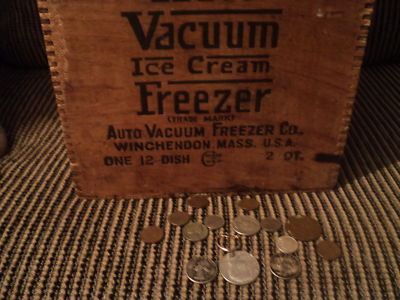 Vacuum
Ice Cream
Freezer
(TRADE MARK)
AUTO VACUUM FREEZER CO.,
WINCHENDON, MASS. U.S.A.
ONE 12-DISH 2 QT.